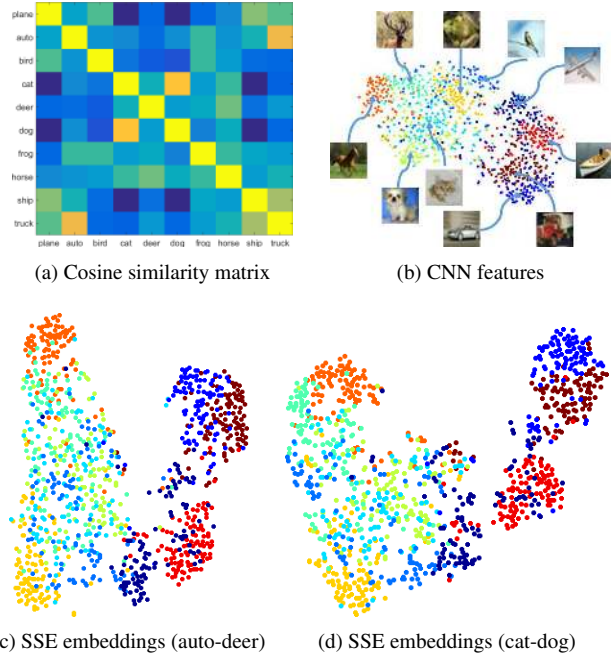 plane
auto
bird
cat
deer
dog
frog
horse
ship
truck
plane auto bird cat deer dog frog horse ship truck
(a) Cosine similarity matrix
(b) CNN features
c) SSE embeddings (auto-deer)
(d) SSE embeddings (cat-dog)